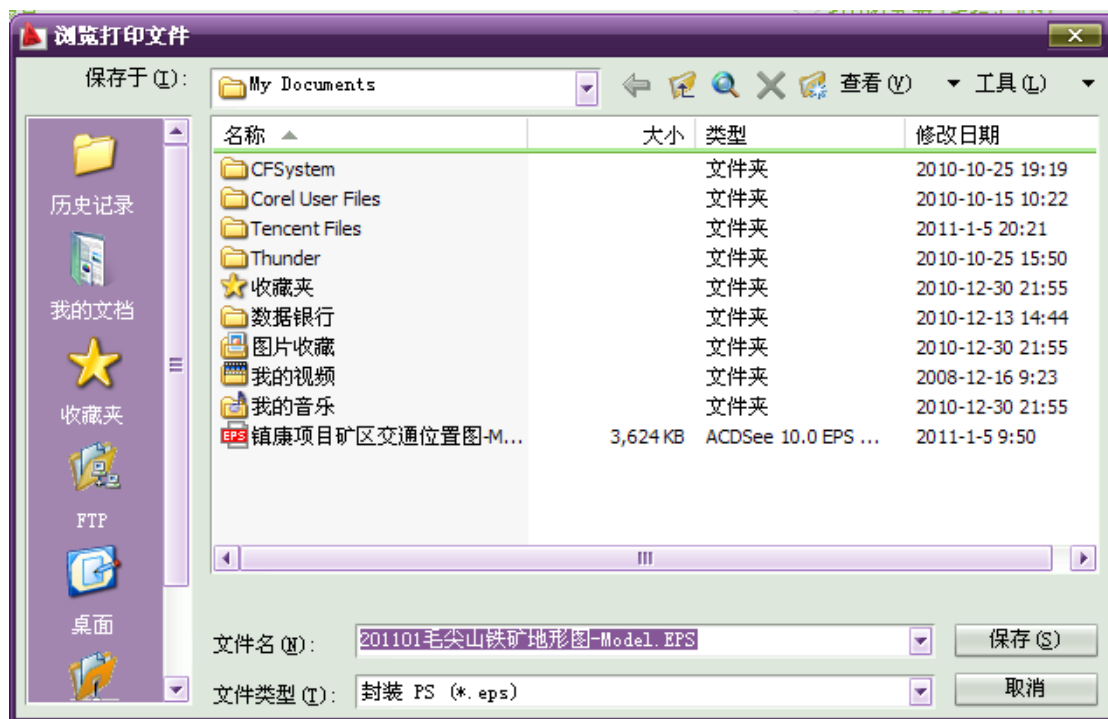 浏览打印文件
保存于(I):
My Documents
查看(V)
工具(L)
名称 大小 类型 修改日期
CFSystem 文件夹 2010-10-25 19:19
Corel User Files 文件夹 2010-10-15 10:22
Tencent Files 文件夹 2011-1-5 20:21
Thunder 文件夹 2010-10-25 15:50
收藏夹 文件夹 2010-12-30 21:55
数据银行 文件夹 2010-12-13 14:44
图片收藏 文件夹 2010-12-30 21:55
我的视频 文件夹 2008-12-16 9:23
我的音乐 文件夹 2010-12-30 21:55
EPS 镇康项目矿区交通位置图-M... 3,624 KB ACDSee 10.0 EPS ... 2011-1-5 9:50
历史记录
我的文档
收藏夹
FTP
桌面
文件名(N): 201101毛尖山铁矿地形图-Model.EPS 保存(S)
文件类型(T): 封装 PS (*.eps) 取消